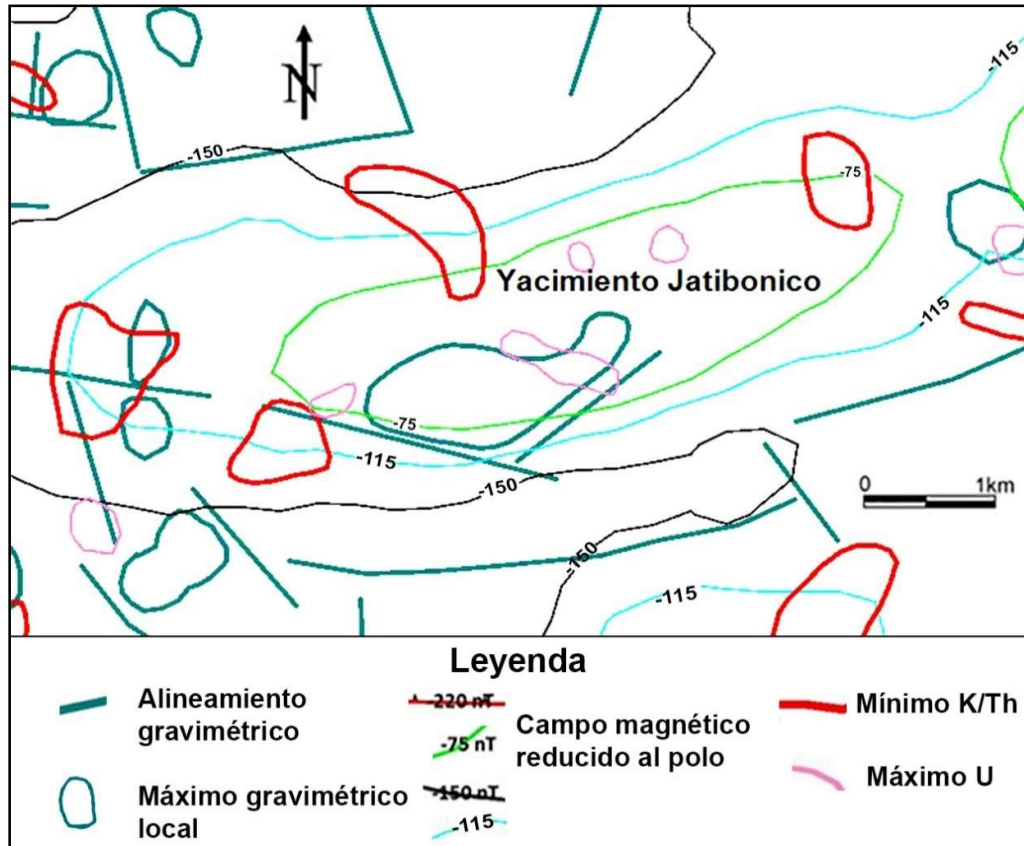 -115
N
-150
-75
Yacimiento Jatibonico
-115
-75
-115
-150
0 1km
-150
-115
Leyenda
Alineamiento
gravimétrico
Máximo gravimétrico
local
-220 nT
-75 nT
-150 nT
-115
Campo magnético
reducido al polo
Mínimo K/Th
Máximo U